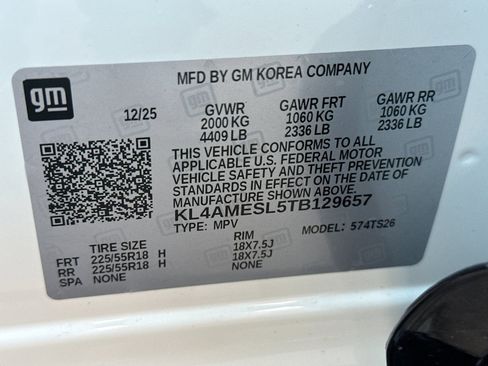 gm
MFD BY GM KOREA COMPANY
12/25 GVWR GAWR FRT GAWR RR
2000 KG 1060 KG 1060 KG
4409 LB 2336 LB 2336 LB
THIS VEHICLE CONFORMS TO ALL
APPLICABLE U.S. FEDERAL MOTOR
VEHICLE SAFETY AND THEFT PREVENTION
STANDARDS IN EFFECT ON THE DATE OF
MANUFACTURE SHOWN ABOVE.
KL4AMESL5TB129657
TYPE: MPV MODEL: 574TS26
TIRE SIZE RIM
FRT 225/55R18 H 18X7.5J
RR 225/55R18 H 18X7.5J
SPA NONE NONE